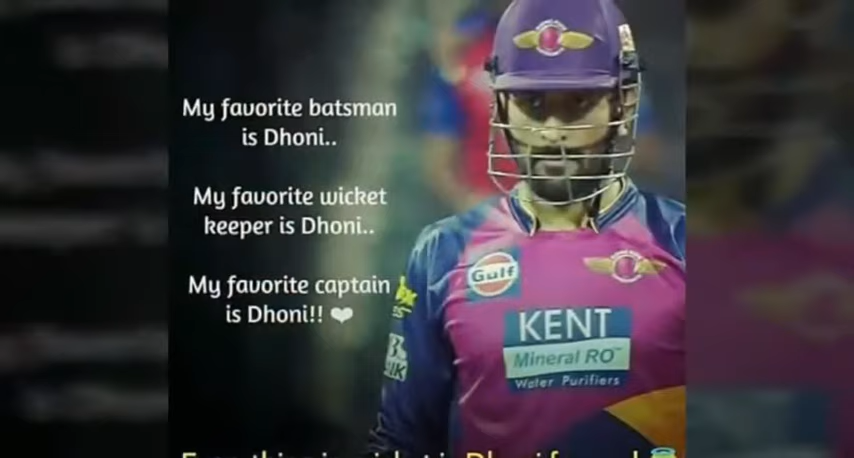 My favorite batsman
is Dhoni..
My favorite wicket
keeper is Dhoni..
My favorite captain
is Dhoni!! ❤
Gulf
KENT
Mineral RO™
Water Purifiers